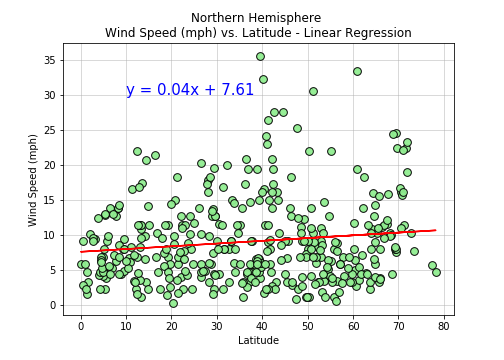 Northern Hemisphere
Wind Speed (mph) vs. Latitude - Linear Regression
y = 0.04x + 7.61
Wind Speed (mph)
35
30
25
20
15
10
5
0
0 10 20 30 40 50 60 70 80
Latitude